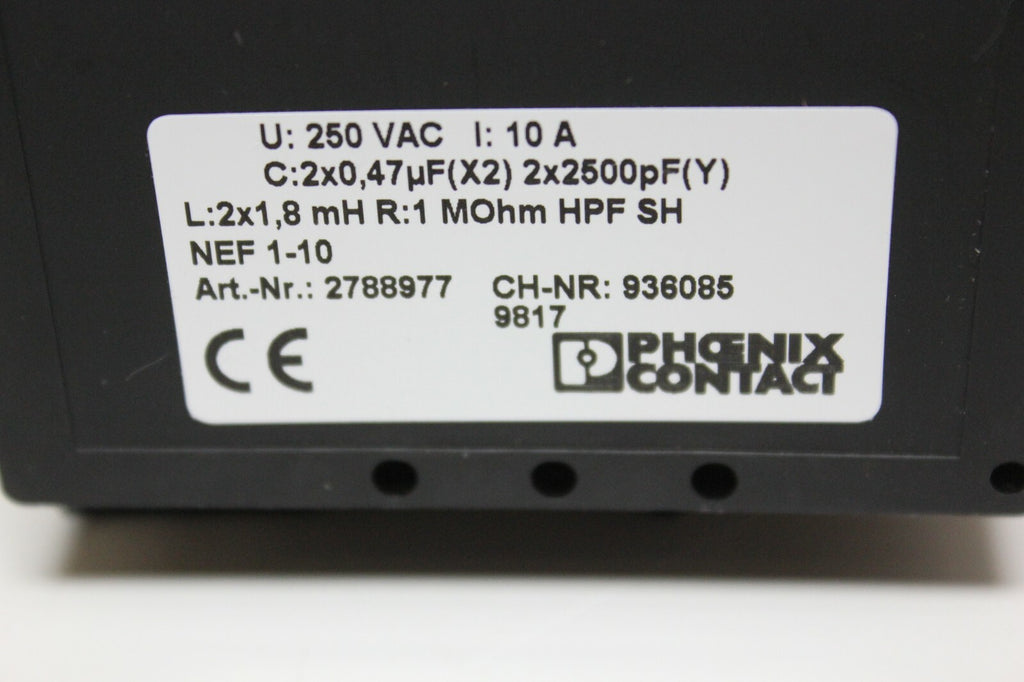 U: 250 VAC I: 10 A
C:2x0,47µF(X2) 2x2500pF(Y)
L:2x1,8 mH R:1 MOhm HPF SH
NEF 1-10
Art.-Nr.: 2788977 CH-NR: 936085
9817
CE
PHŒNIX
CONTACT